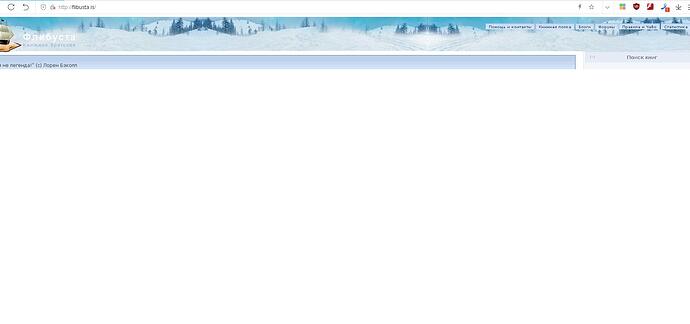 http://flibusta.is
Помощь и контакты Книжная полка Блоги Форумы Правила и ЧаВо Статистика
Флибуста
Книжное братство
Поиск книг
не легенда!" (c) Лорен Бэколл